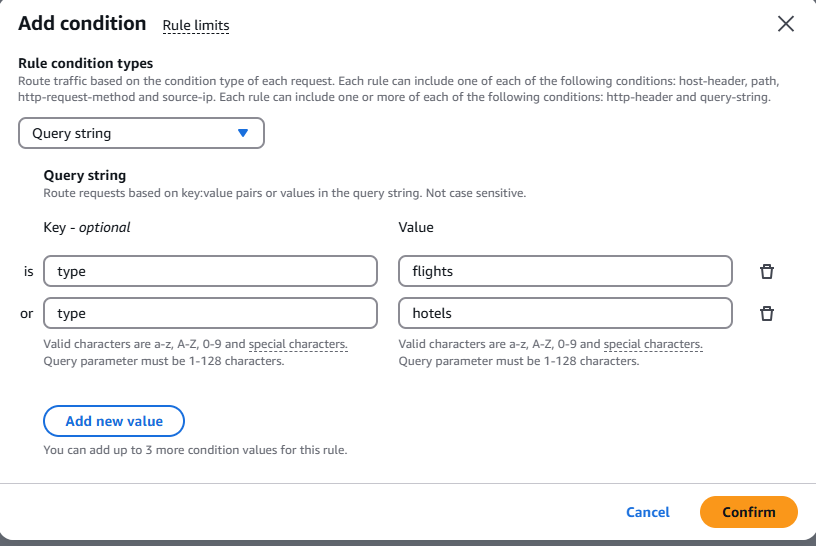 Add condition Rule limits
Rule condition types
Route traffic based on the condition type of each request. Each rule can include one of each of the following conditions: host-header, path,
http-request-method and source-ip. Each rule can include one or more of each of the following conditions: http-header and query-string.
Query string
Query string
Route requests based on key:value pairs or values in the query string. Not case sensitive.
Key - optional Value
is type flights
or type hotels
Valid characters are a-z, A-Z, 0-9 and special characters. Valid characters are a-z, A-Z, 0-9 and special characters.
Query parameter must be 1-128 characters. Query parameter must be 1-128 characters.
Add new value
You can add up to 3 more condition values for this rule.
Cancel Confirm